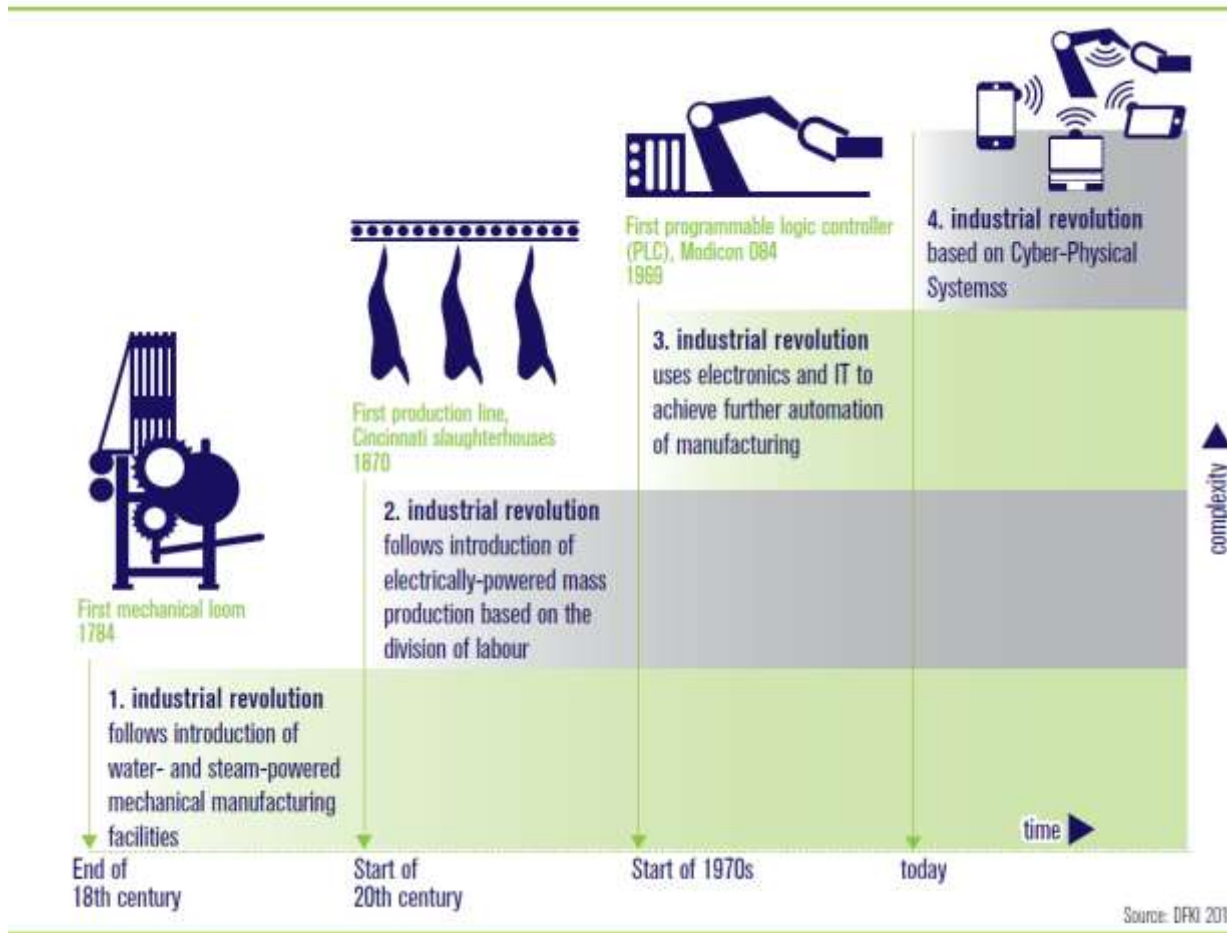 First mechanical loom
1784
First production line,
Cincinnati slaughterhouses
1870
First programmable logic controller
(PLC), Modicon 084
1969
1. industrial revolution
follows introduction of
water- and steam-powered
mechanical manufacturing
facilities
2. industrial revolution
follows introduction of
electrically-powered mass
production based on the
division of labour
3. industrial revolution
uses electronics and IT to
achieve further automation
of manufacturing
4. industrial revolution
based on Cyber-Physical
Systemss
complexity
time
End of
18th century
Start of
20th century
Start of 1970s
today
Source: DFKI 201